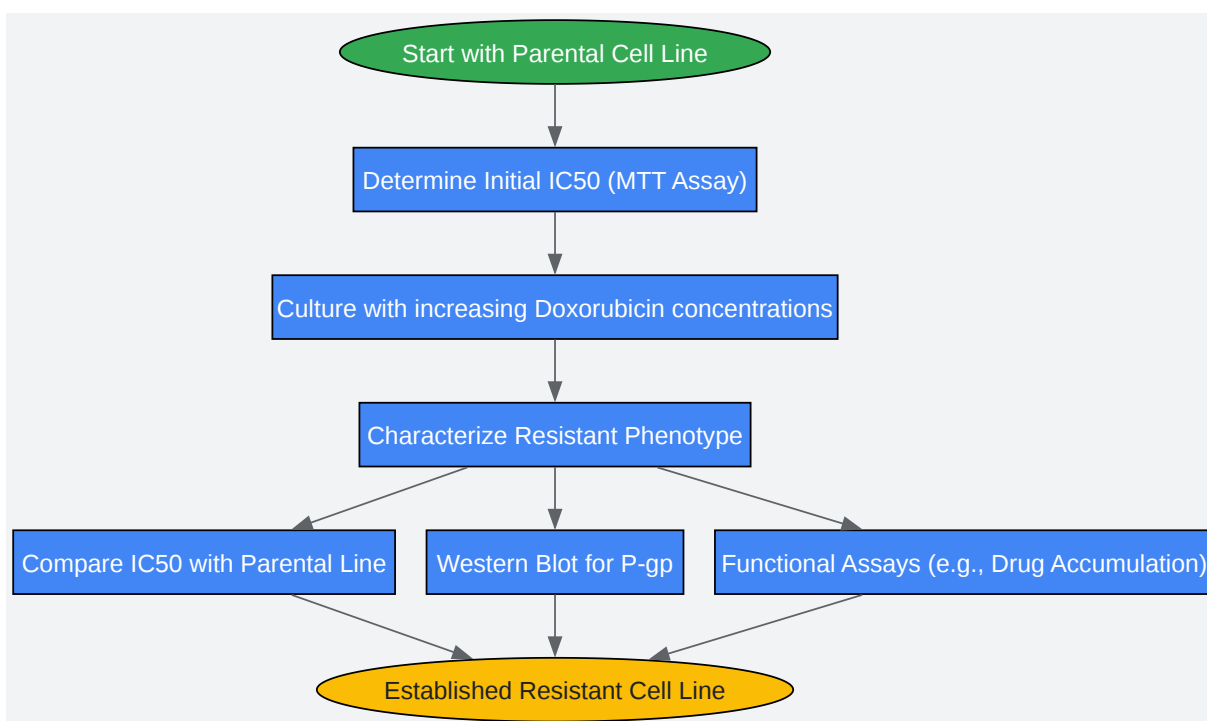 Start with Parental Cell Line
Determine Initial IC50 (MTT Assay)
Culture with increasing Doxorubicin concentrations
Characterize Resistant Phenotype
Compare IC50 with Parental Line
Western Blot for P-gp
Functional Assays (e.g., Drug Accumulation)
Established Resistant Cell Line